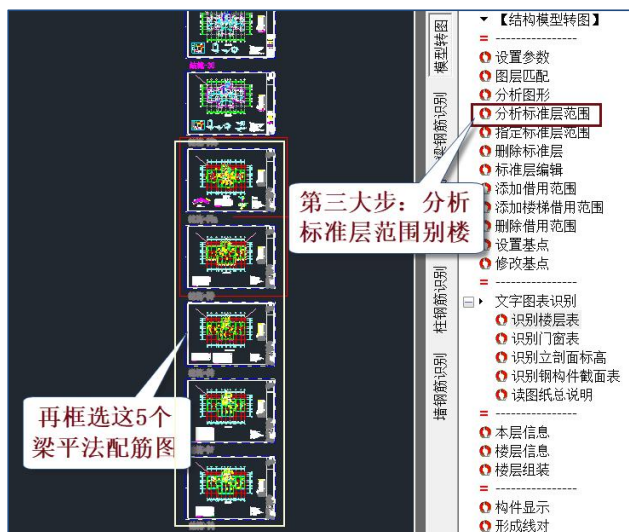 【结构模型转图】
设置参数
图层匹配
分析图形
分析标准层范围
指定标准层范围
删除标准层
标准层编辑
添加借用范围
添加楼梯借用范围
删除借用范围
设置基点
修改基点
文字图表识别
识别楼层表
识别门窗表
识别立剖面标高
识别钢构件截面表
读图纸总说明
本层信息
楼层信息
楼层组装
构件显示
形成线对
模型转图
梁钢筋识别
柱钢筋识别
墙钢筋识别
第三大步：分析
标准层范围别楼
再框选这5个
梁平法配筋图